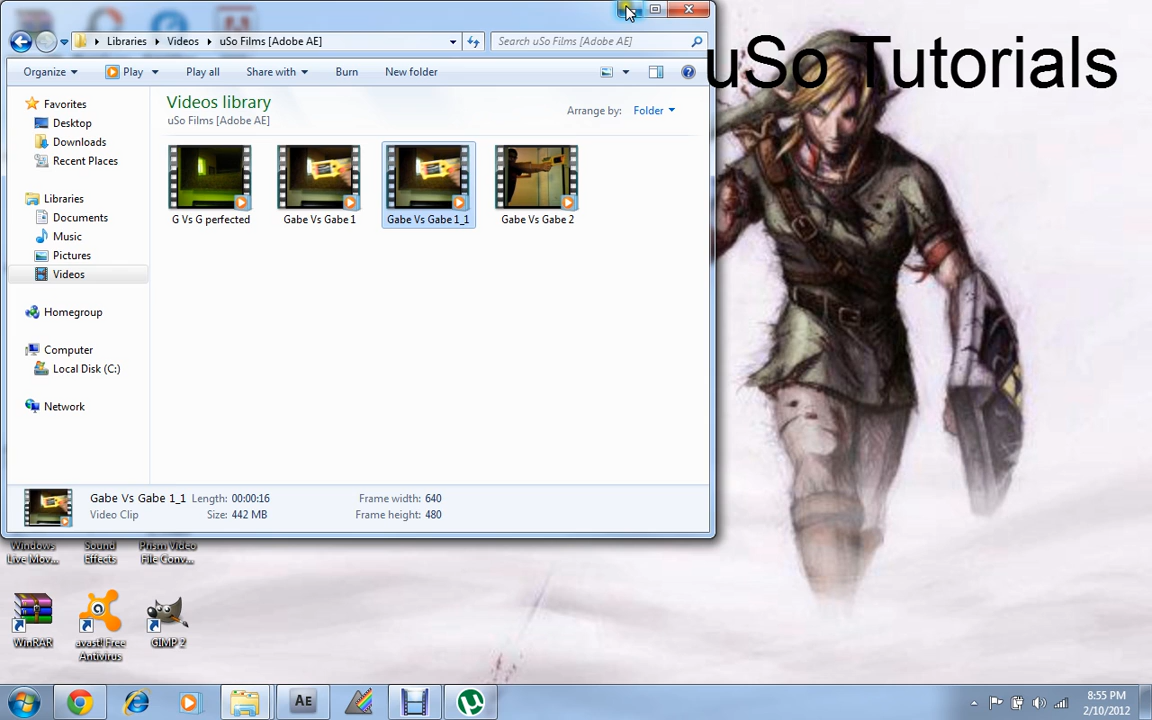 uSo Tutorials
Libraries Videos uSo Films [Adobe AE]
Search uSo Films [Adobe AE]
Organize Play Play all Share with Burn New folder
Favorites
Desktop
Downloads
Recent Places
Libraries
Documents
Music
Pictures
Videos
Homegroup
Computer
Local Disk (C:)
Network
Videos library
uSo Films [Adobe AE]
Arrange by: Folder
G Vs G perfected
Gabe Vs Gabe 1
Gabe Vs Gabe 1_1
Gabe Vs Gabe 2
Gabe Vs Gabe 1_1 Length: 00:00:16 Frame width: 640
Video Clip Size: 442 MB Frame height: 480
Windows
Live Mov...
Sound
Effects
Prism Video
File Conv...
WinRAR
avast! Free
Antivirus
GIMP 2
AE
8:55 PM
2/10/2012